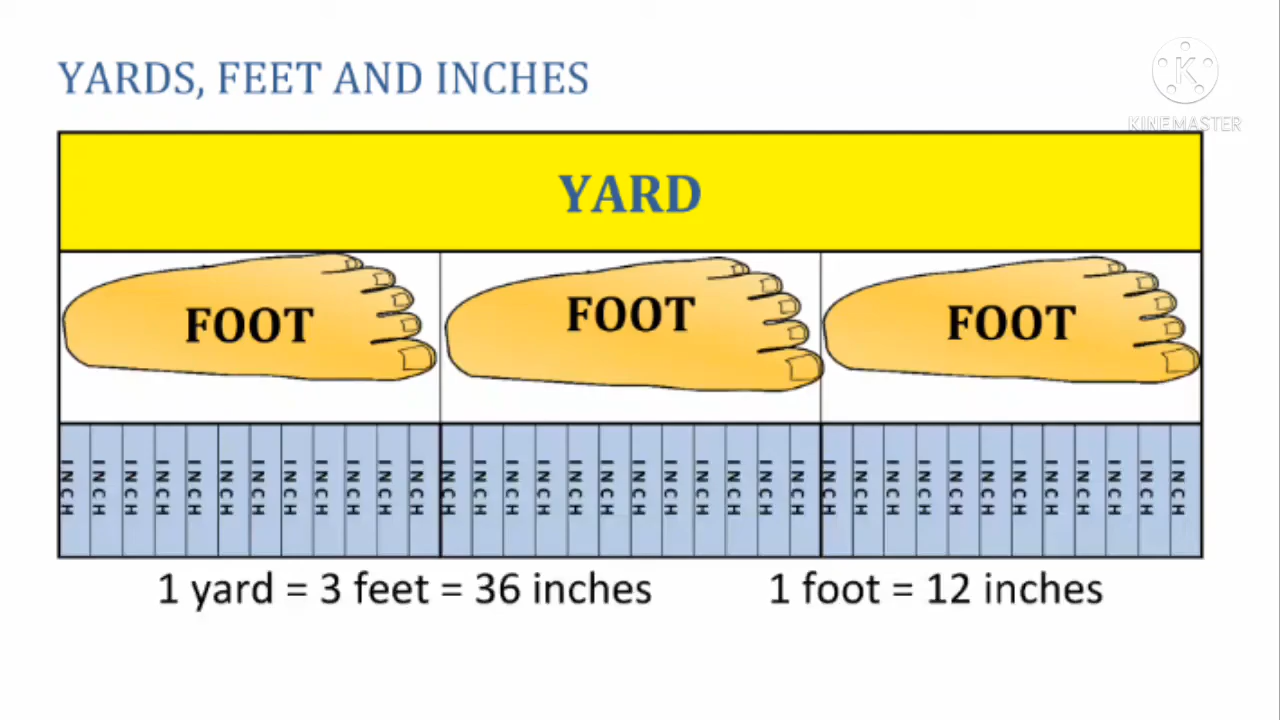 YARDS, FEET AND INCHES
K
KINEMASTER
YARD
FOOT FOOT FOOT
INCH INCH INCH INCH INCH INCH INCH INCH INCH INCH INCH INCH INCH INCH INCH INCH INCH INCH INCH INCH INCH INCH INCH INCH INCH INCH INCH INCH INCH INCH INCH INCH INCH INCH INCH INCH
1 yard = 3 feet = 36 inches 1 foot = 12 inches